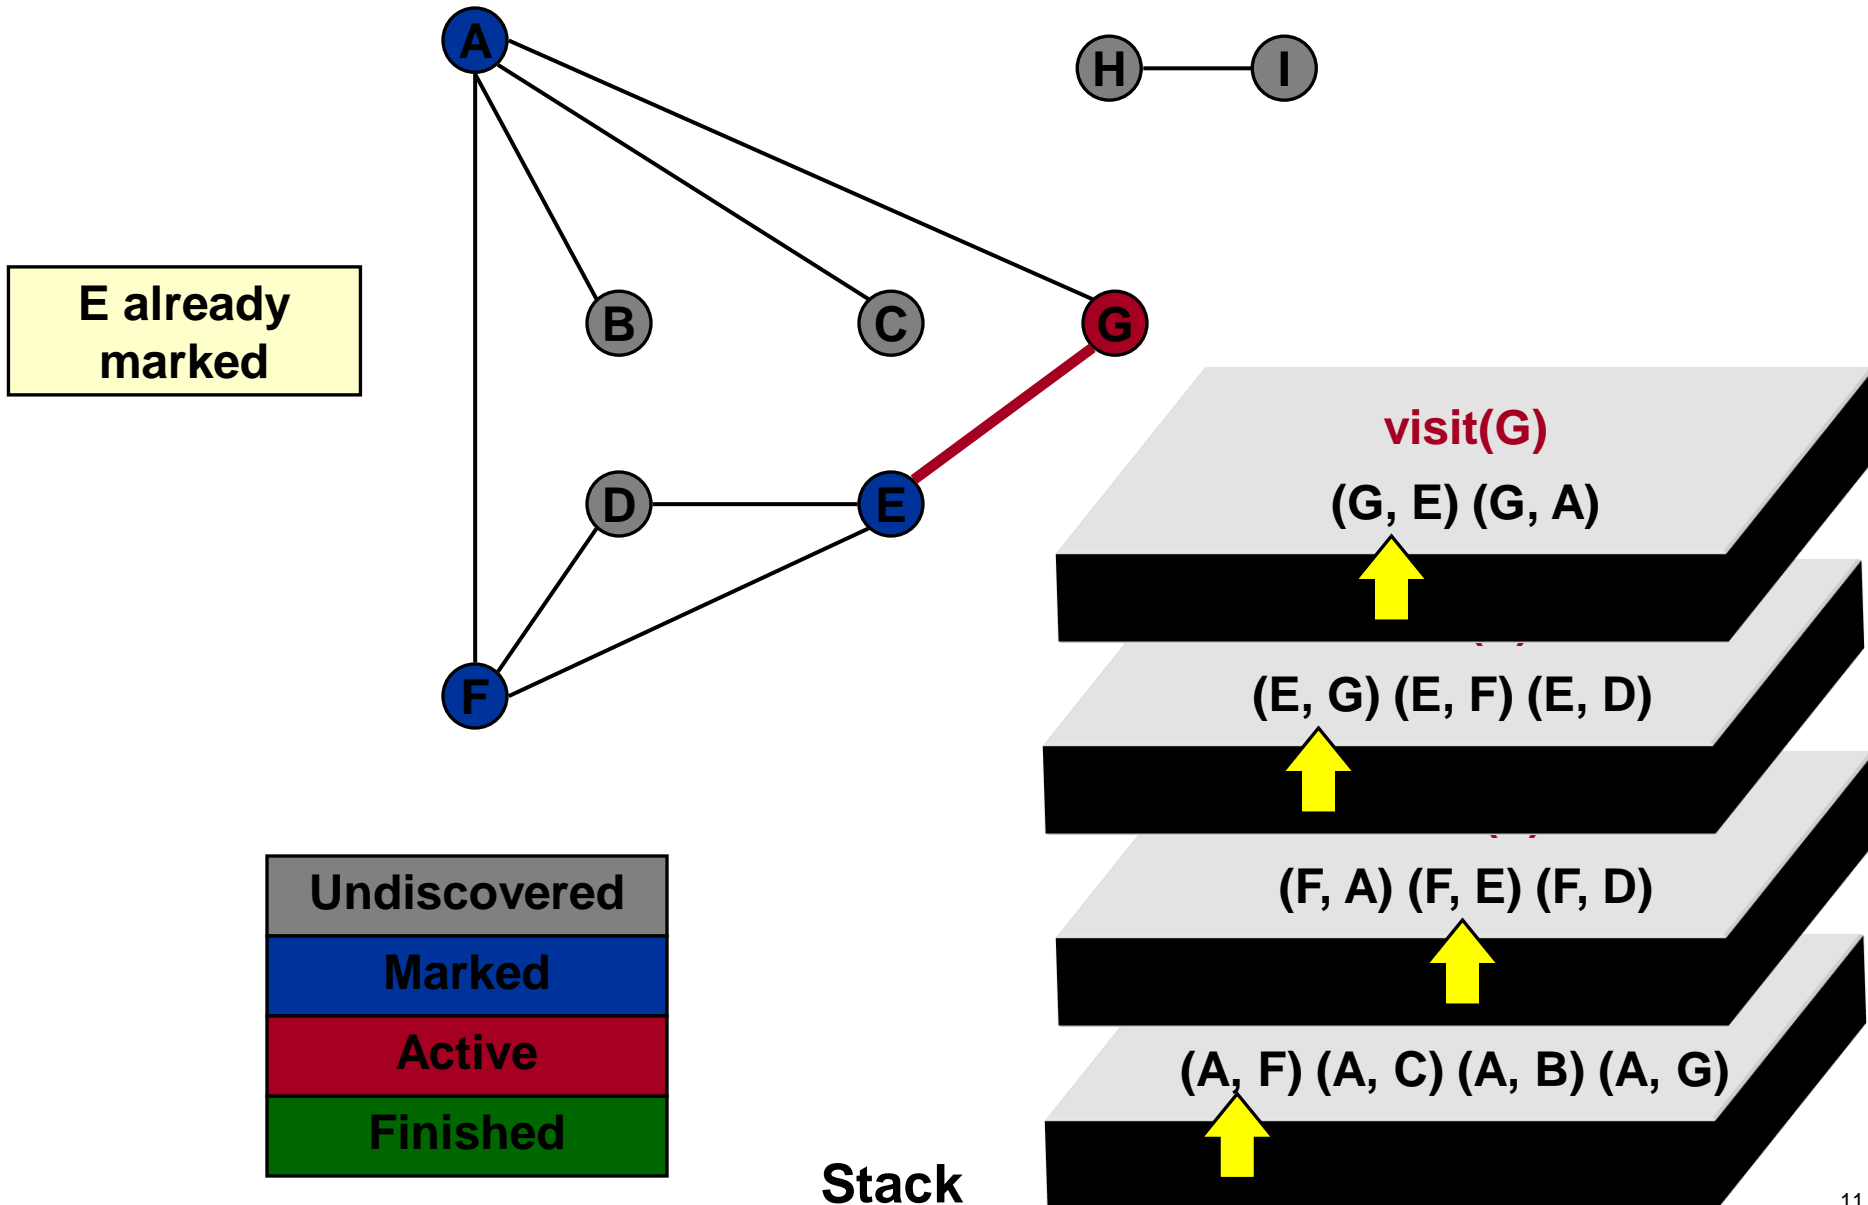 A
H
I
E already
marked
B
C
G
visit(G)
D
E
(G, E) (G, A)
F
(E, G) (E, F) (E, D)
Undiscovered
(F, A) (F, E) (F, D)
Marked
Active
(A, F) (A, C) (A, B) (A, G)
Finished
Stack
11